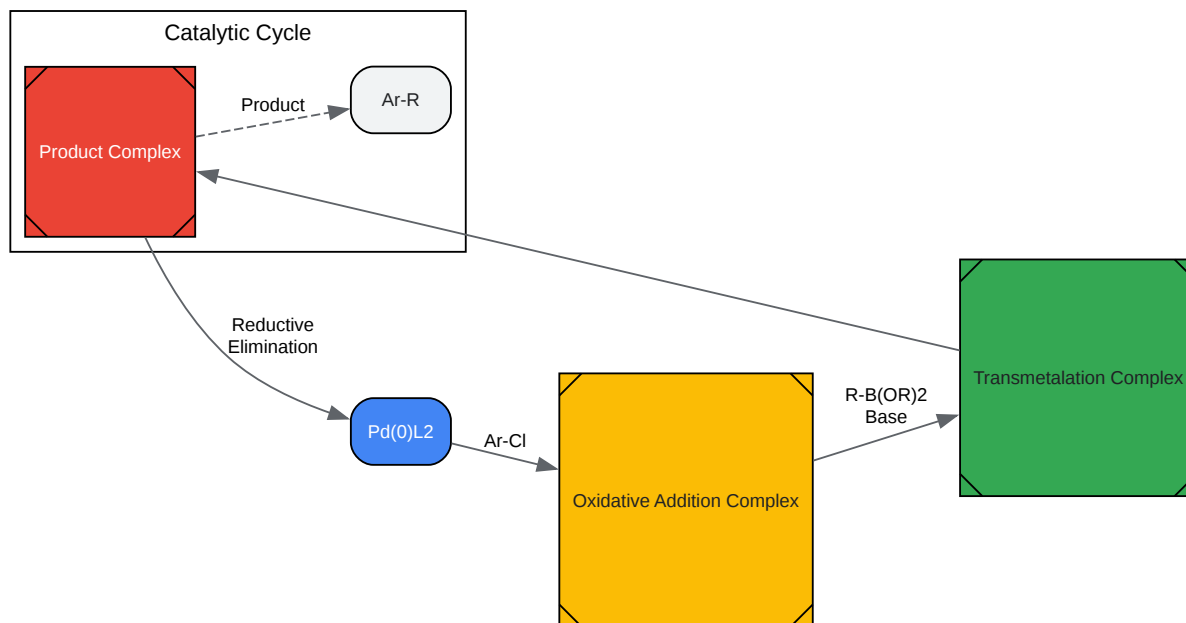 Catalytic Cycle
Product Complex
Product
Ar-R
Reductive
Elimination
Pd(0)L2
Ar-Cl
Oxidative Addition Complex
R-B(OR)2
Base
Transmetalation Complex